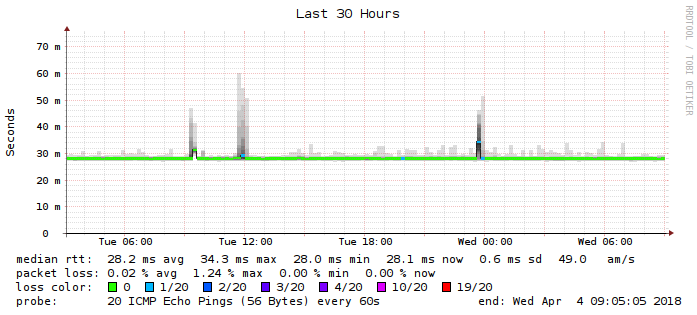 Last 30 Hours
RRDTOOL / TOBI OETIKER
Seconds
70 m
60 m
50 m
40 m
30 m
20 m
10 m
0
Tue 06:00 Tue 12:00 Tue 18:00 Wed 00:00 Wed 06:00
median rtt: 28.2 ms avg 34.3 ms max 28.0 ms min 28.1 ms now 0.6 ms sd 49.0 am/s
packet loss: 0.02 % avg 1.24 % max 0.00 % min 0.00 % now
loss color: 0 1/20 2/20 3/20 4/20 10/20 19/20
probe: 20 ICMP Echo Pings (56 Bytes) every 60s end: Wed Apr 4 09:05:05 2018